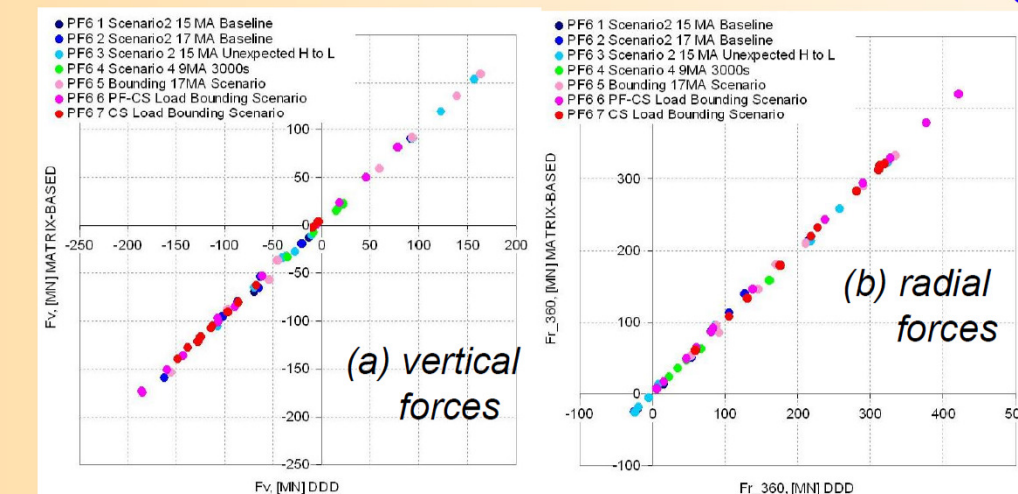 PF6 1 Scenario2 15 MA Baseline
PF6 2 Scenario2 17 MA Baseline
PF6 3 Scenario 2 15 MA Unexpected H to L
PF6 4 Scenario 4 9MA 3000s
PF6 5 Bounding 17MA Scenario
PF6 6 PF-CS Load Bounding Scenario
PF6 7 CS Load Bounding Scenario
Fv, [MN] MATRIX-BASED
100
50
0
-250 -200 -150 -100 -50 0 50 100 150 200
-50
-100
-150
-200
-250
(a) vertical
forces
Fv, [MN] DDD
PF6 1 Scenario2 15 MA Baseline
PF6 2 Scenario2 17 MA Baseline
PF6 3 Scenario 2 15 MA Unexpected H to L
PF6 4 Scenario 4 9MA 3000s
PF6 5 Bounding 17MA Scenario
PF6 6 PF-CS Load Bounding Scenario
PF6 7 CS Load Bounding Scenario
Fr_360, [MN] MATRIX-BASED
300
200
100
0
-100 0 100 200 300 400
-100
(b) radial
forces
Fr_360, [MN] DDD